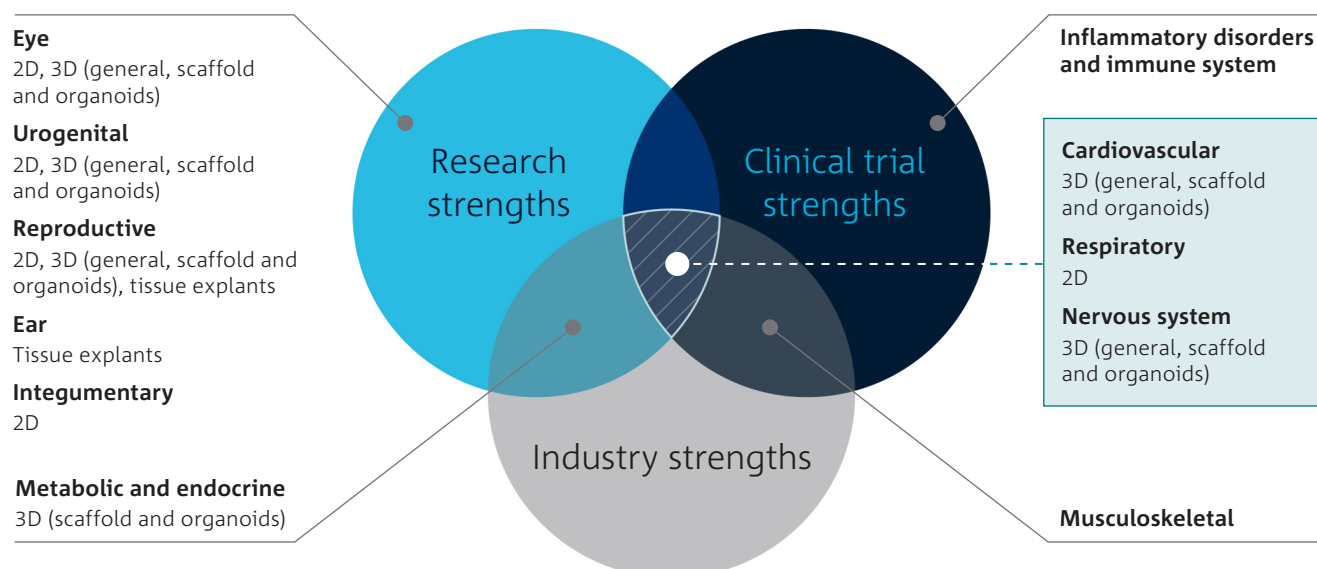 Eye
2D, 3D (general, scaffold
and organoids)
Urogenital
2D, 3D (general, scaffold
and organoids)
Reproductive
2D, 3D (general, scaffold and
organoids), tissue explants
Ear
Tissue explants
Integumentary
2D
Metabolic and endocrine
3D (scaffold and organoids)
Research
strengths
Clinical trial
strengths
Industry strengths
Inflammatory disorders
and immune system
Cardiovascular
3D (general, scaffold
and organoids)
Respiratory
2D
Nervous system
3D (general, scaffold
and organoids)
Musculoskeletal